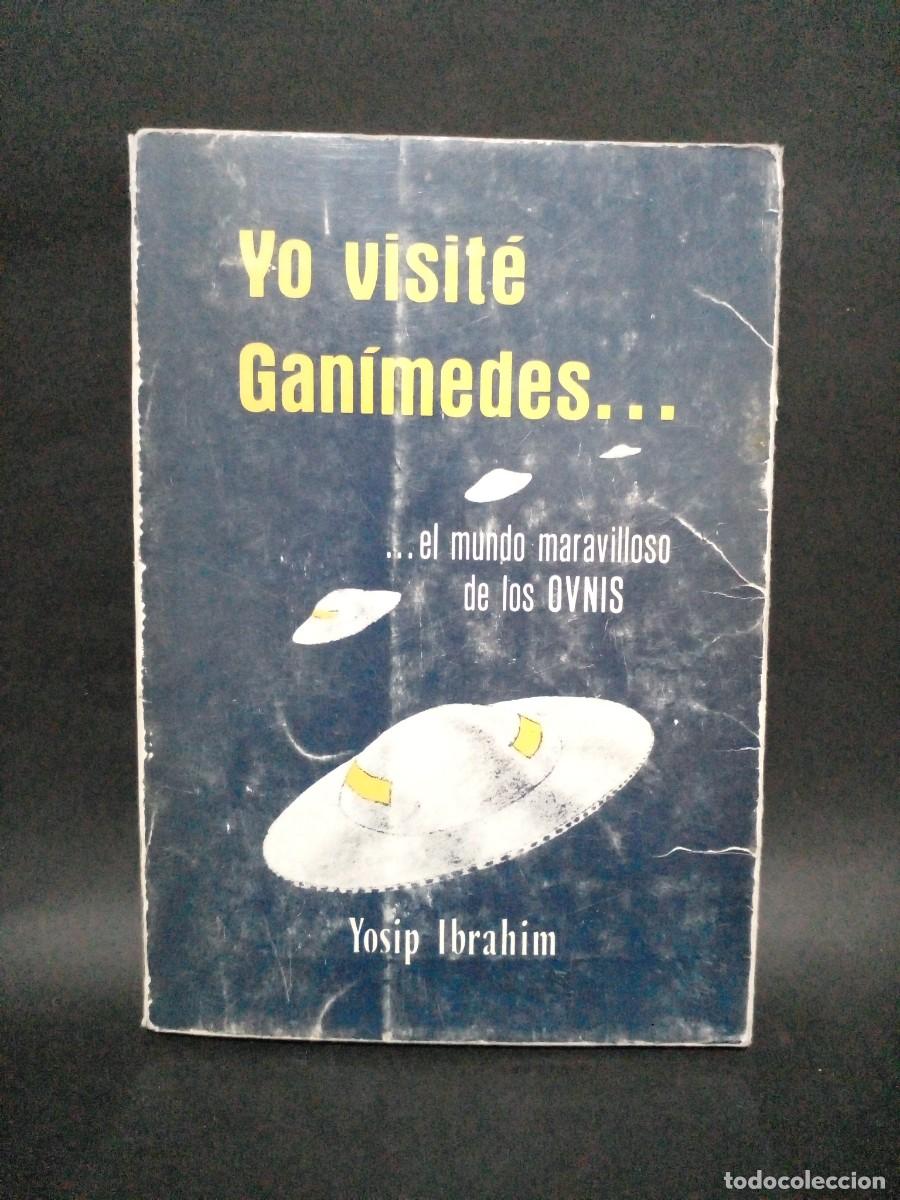 Yo visité
Ganímedes...
...el mundo maravilloso
de los OVNIS
Yosip Ibrahim
todocoleccion